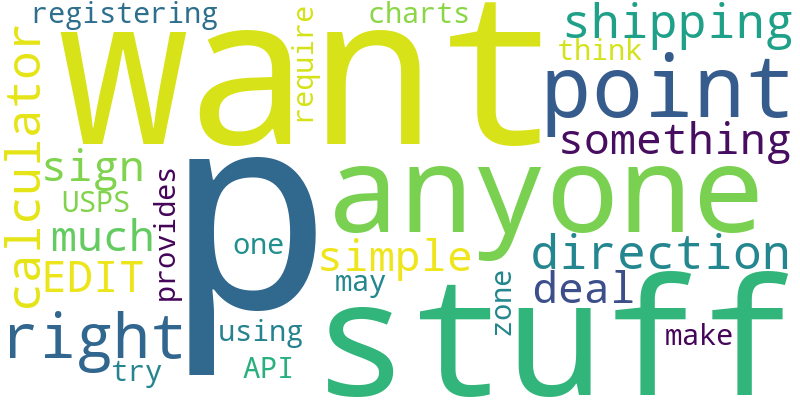 registering
charts
shipping
want
require
think
calculator
point
something
p
anyone
sign
USPS
provides
much
one
simple
direction
EDIT
may
zone
deal
stuff
right
using
make
try
API